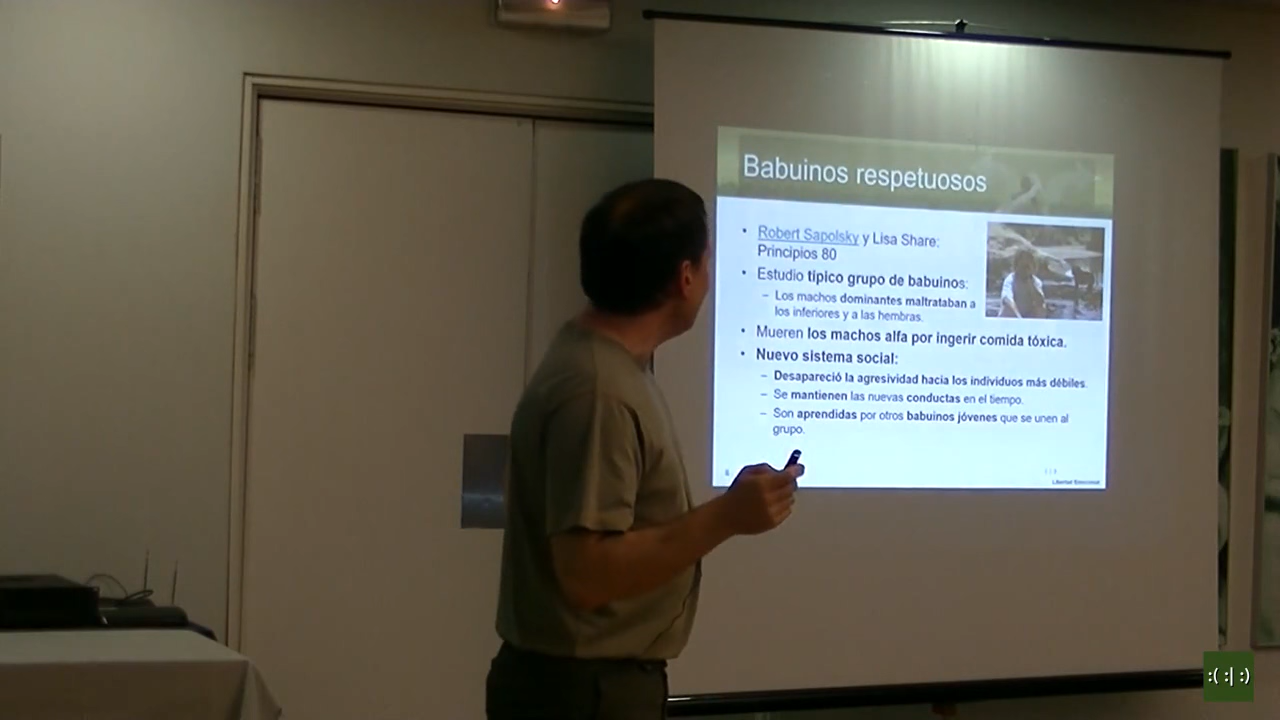 Babuinos respetuosos
• Robert Sapolsky y Lisa Share:
Principios 80
• Estudio típico grupo de babuinos:
– Los machos dominantes maltrataban a
los inferiores y a las hembras.
• Mueren los machos alfa por ingerir comida tóxica.
• Nuevo sistema social:
– Desapareció la agresividad hacia los individuos más débiles.
– Se mantienen las nuevas conductas en el tiempo.
– Son aprendidas por otros babuinos jóvenes que se unen al
grupo.
Libertad Emocional
:( :| :)